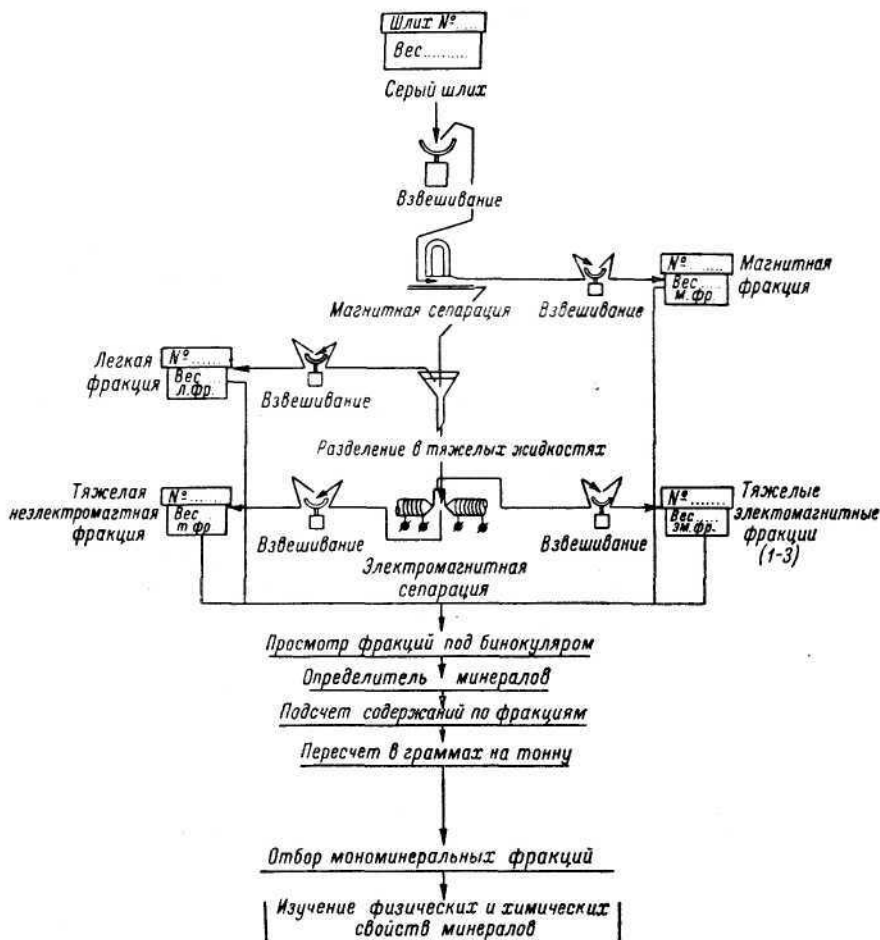 Шлих № .....
Вес ..........
Серый шлих
Взвешивание
Магнитная сепарация
Взвешивание
№ ......
Вес .....
м.фр
Магнитная
фракция
Легкая
фракция
№ .......
Вес ......
л.фр.
Взвешивание
Разделение в тяжелых жидкостях
Тяжелая
неэлектромагтная
фракция
№ ......
Вес ....
т фр
Взвешивание
Электромагнитная
сепарация
Взвешивание
№ .......
Вес .....
эм.фр.
Тяжелые
электомагнитные
фракции
(1-3)
Просмотр фракций под бинокуляром
Определитель минералов
Подсчет содержаний по фракциям
Пересчет в граммах на тонну
Отбор мономинеральных фракций
Изучение физических и химических
свойств минералов